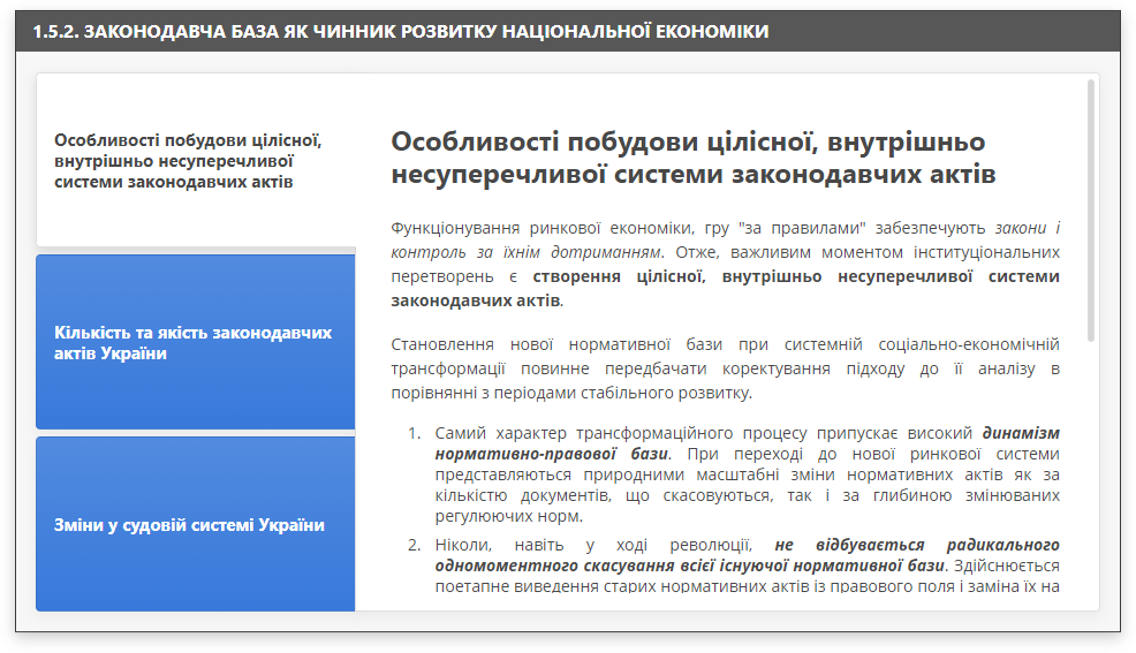 1.5.2. ЗАКОНОДАВЧА БАЗА ЯК ЧИННИК РОЗВИТКУ НАЦІОНАЛЬНОЇ ЕКОНОМІКИ
Особливості побудови цілісної,
внутрішньо несуперечливої
системи законодавчих актів
Кількість та якість законодавчих
актів України
Зміни у судовій системі України
Особливості побудови цілісної, внутрішньо
несуперечливої системи законодавчих актів
Функціонування ринкової економіки, гру "за правилами" забезпечують закони і
контроль за їхнім дотриманням. Отже, важливим моментом інституціональних
перетворень є створення цілісної, внутрішньо несуперечливої системи
законодавчих актів.
Становлення нової нормативної бази при системній соціально-економічній
трансформації повинне передбачати коректування підходу до її аналізу в
порівнянні з періодами стабільного розвитку.
1. Самий характер трансформаційного процесу припускає високий динамізм
нормативно-правової бази. При переході до нової ринкової системи
представляються природними масштабні зміни нормативних актів як за
кількістю документів, що скасовуються, так і за глибиною змінюваних
регулюючих норм.
2. Ніколи, навіть у ході революції, не відбувається радикального
одномоментного скасування всієї існуючої нормативної бази. Здійснюється
поетапне виведення старих нормативних актів із правового поля і заміна їх на